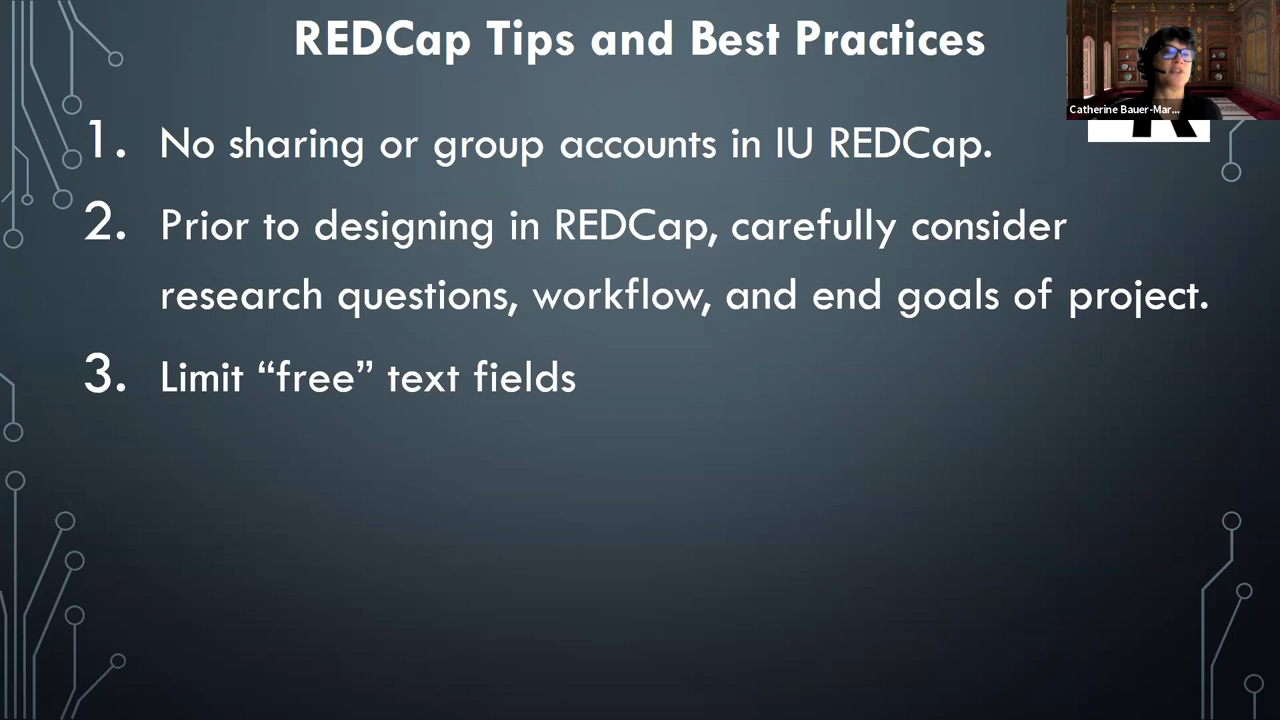 REDCap Tips and Best Practices
Catherine Bauer-Mar...
1. No sharing or group accounts in IU REDCap.
2. Prior to designing in REDCap, carefully consider
research questions, workflow, and end goals of project.
3. Limit “free” text fields